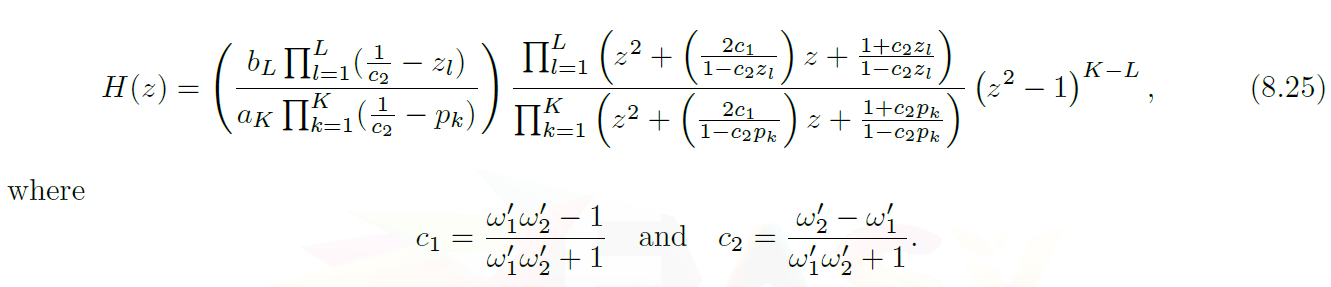 H(z) = \left( \frac{b_L \prod_{l=1}^{L} (\frac{1}{c_2} - z_l)}{a_K \prod_{k=1}^{K} (\frac{1}{c_2} - p_k)} \right) \frac{\prod_{l=1}^{L} \left( z^2 + \left( \frac{2c_1}{1-c_2 z_l} \right) z + \frac{1+c_2 z_l}{1-c_2 z_l} \right)}{\prod_{k=1}^{K} \left( z^2 + \left( \frac{2c_1}{1-c_2 p_k} \right) z + \frac{1+c_2 p_k}{1-c_2 p_k} \right)} \left( z^2 - 1 \right)^{K-L}, (8.25)
where
c_1 = \frac{\omega_1' \omega_2' - 1}{\omega_1' \omega_2' + 1} and c_2 = \frac{\omega_2' - \omega_1'}{\omega_1' \omega_2' + 1}.